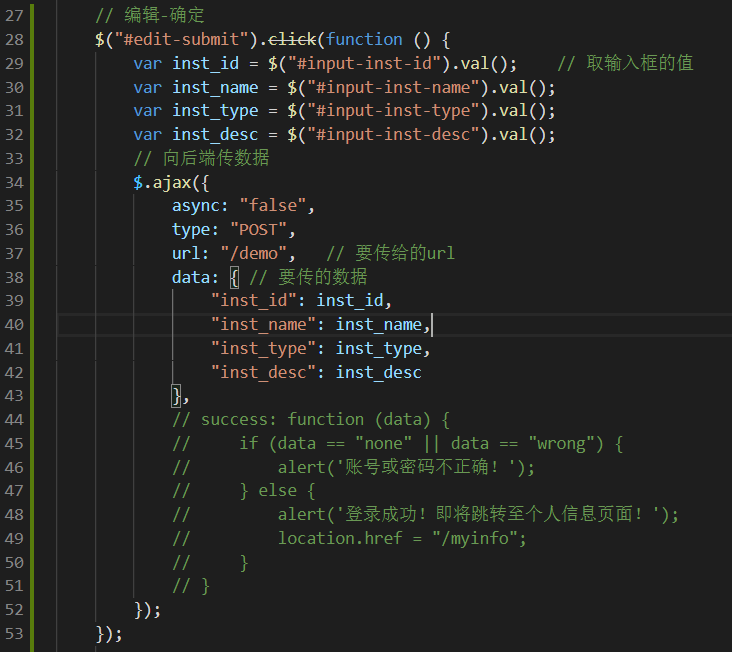 27 // 编辑-确定
28 $("#edit-submit").click(function () {
29 var inst_id = $("#input-inst-id").val(); // 取输入框的值
30 var inst_name = $("#input-inst-name").val();
31 var inst_type = $("#input-inst-type").val();
32 var inst_desc = $("#input-inst-desc").val();
33 // 向后端传数据
34 $.ajax({
35 async: "false",
36 type: "POST",
37 url: "/demo", // 要传给的url
38 data: { // 要传的数据
39 "inst_id": inst_id,
40 "inst_name": inst_name,
41 "inst_type": inst_type,
42 "inst_desc": inst_desc
43 },
44 // success: function (data) {
45 // if (data == "none" || data == "wrong") {
46 // alert('账号或密码不正确！');
47 // } else {
48 // alert('登录成功！即将跳转至个人信息页面！');
49 // location.href = "/myinfo";
50 // }
51 // }
52 });
53 });